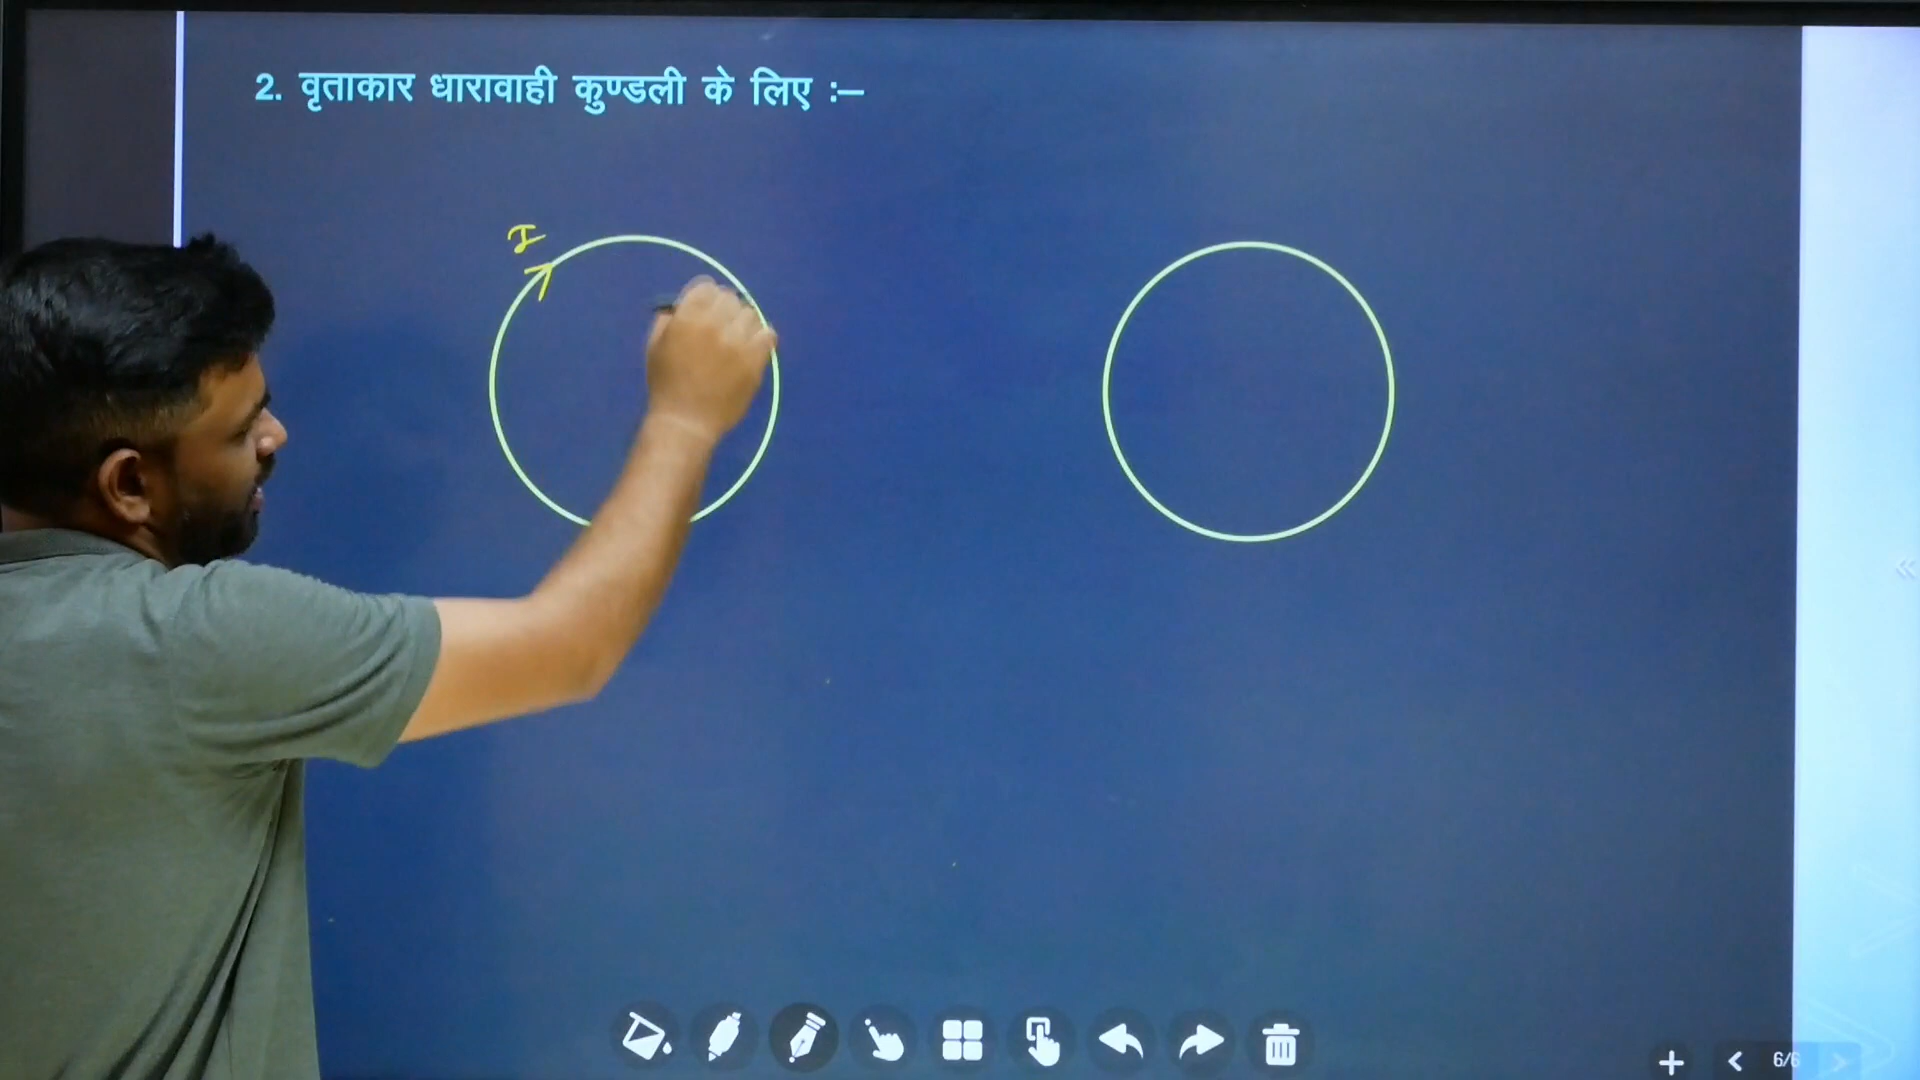 2. वृताकार धारावाही कुण्डली के लिए :–
I
6/6